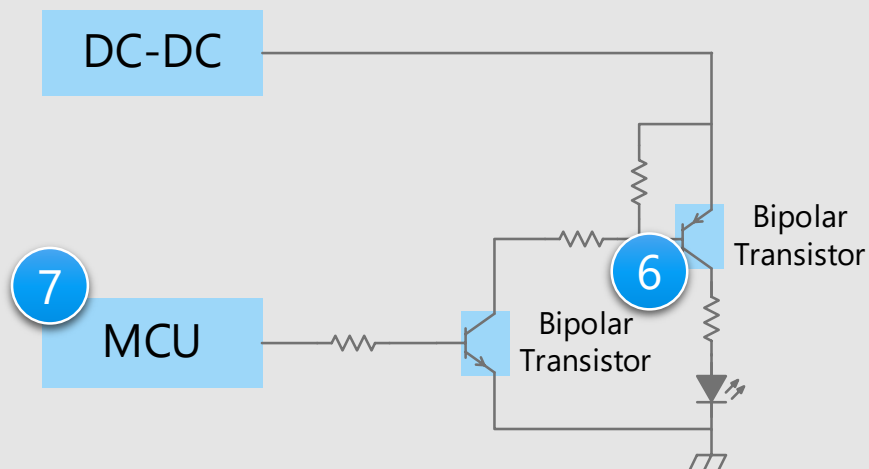 DC-DC
Bipolar
Transistor
6
7
MCU
Bipolar
Transistor